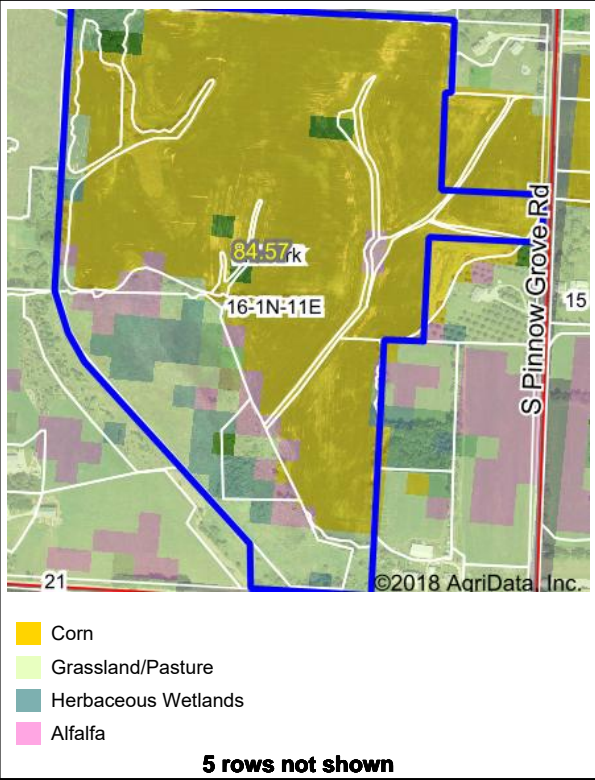 84.57
rk
16-1N-11E
S Pinnow Grove Rd
15
21
©2018 AgriData, Inc.
Corn
Grassland/Pasture
Herbaceous Wetlands
Alfalfa
5 rows not shown